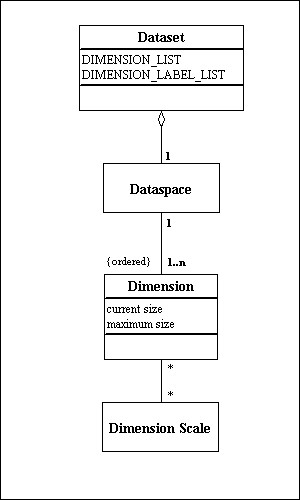 Dataset
DIMENSION_LIST
DIMENSION_LABEL_LIST
1
Dataspace
1
{ordered} 1..n
Dimension
current size
maximum size
*
*
Dimension Scale